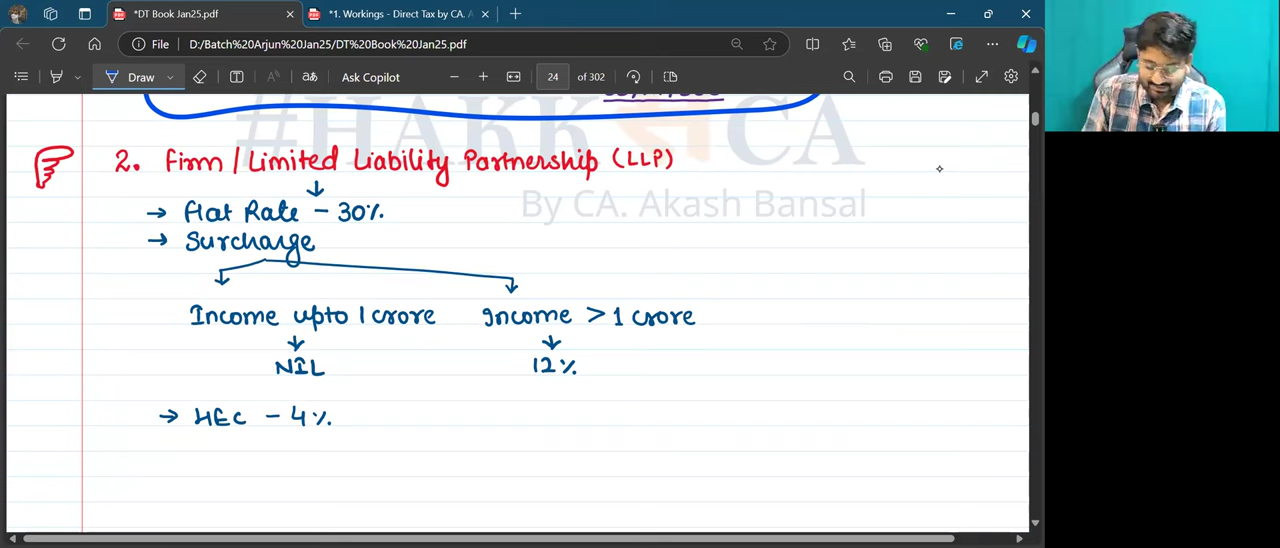 *DT Book Jan25.pdf
*1. Workings - Direct Tax by CA. A
File D:/Batch%20Arjun%20Jan25/DT%20Book%20Jan25.pdf
Draw
Ask Copilot
24 of 302
#HAKK CA
By CA. Akash Bansal
2. Firm / Limited Liability Partnership (LLP)
→ Flat Rate - 30%
→ Surcharge
Income upto 1 crore Income > 1 crore
NIL 12%
→ HEC - 4%